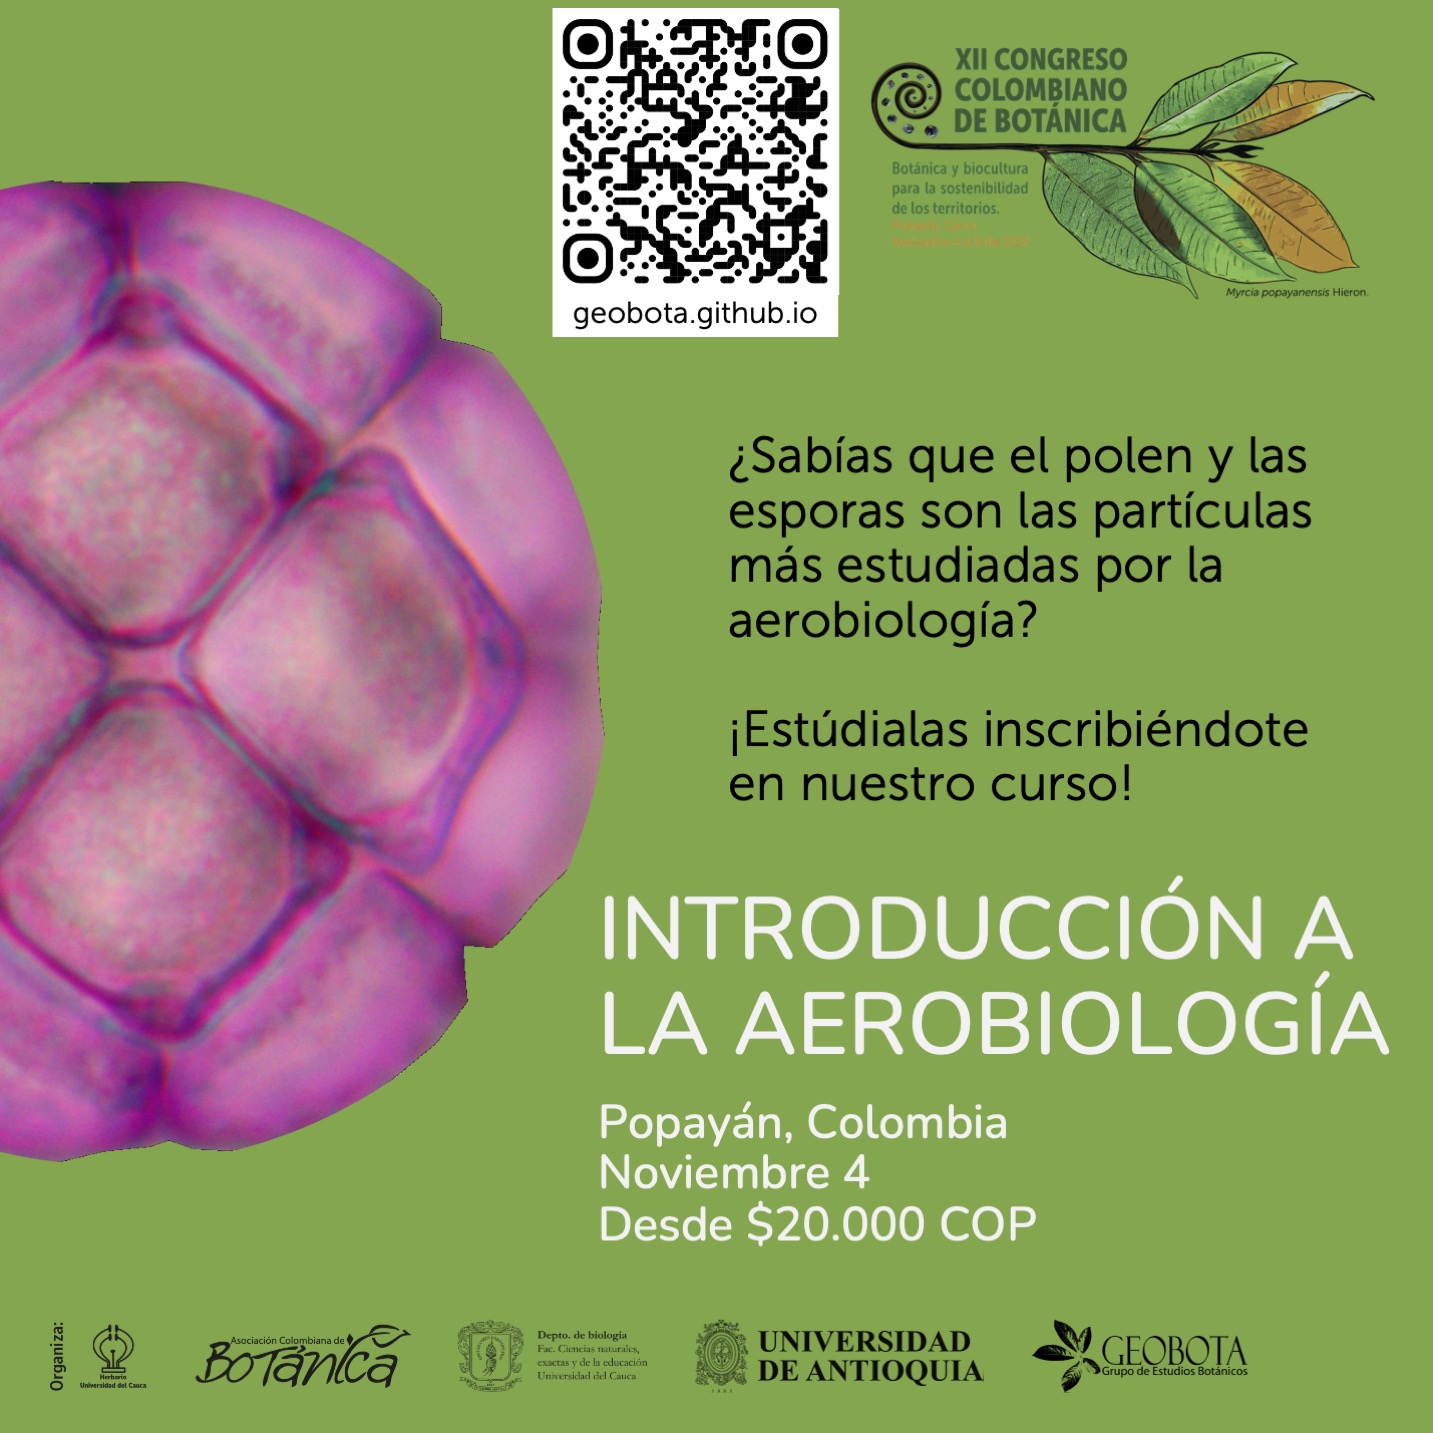 geobota.github.io
XII CONGRESO
COLOMBIANO
DE BOTÁNICA
Botánica y biocultura
para la sostenibilidad
de los territorios.
Myrcia popayanensis Hieron.
¿Sabías que el polen y las
esporas son las partículas
más estudiadas por la
aerobiología?
¡Estúdialas inscribiéndote
en nuestro curso!
INTRODUCCIÓN A
LA AEROBIOLOGÍA
Popayán, Colombia
Noviembre 4
Desde $20.000 COP
Organiza:
Herbario
Universidad del Cauca
Asociación Colombiana de
BOTÁNICA
Depto. de biología
Fac. Ciencias naturales,
exactas y de la educación
Universidad del Cauca
1803
UNIVERSIDAD
DE ANTIOQUIA
GEOBOTA
Grupo de Estudios Botánicos